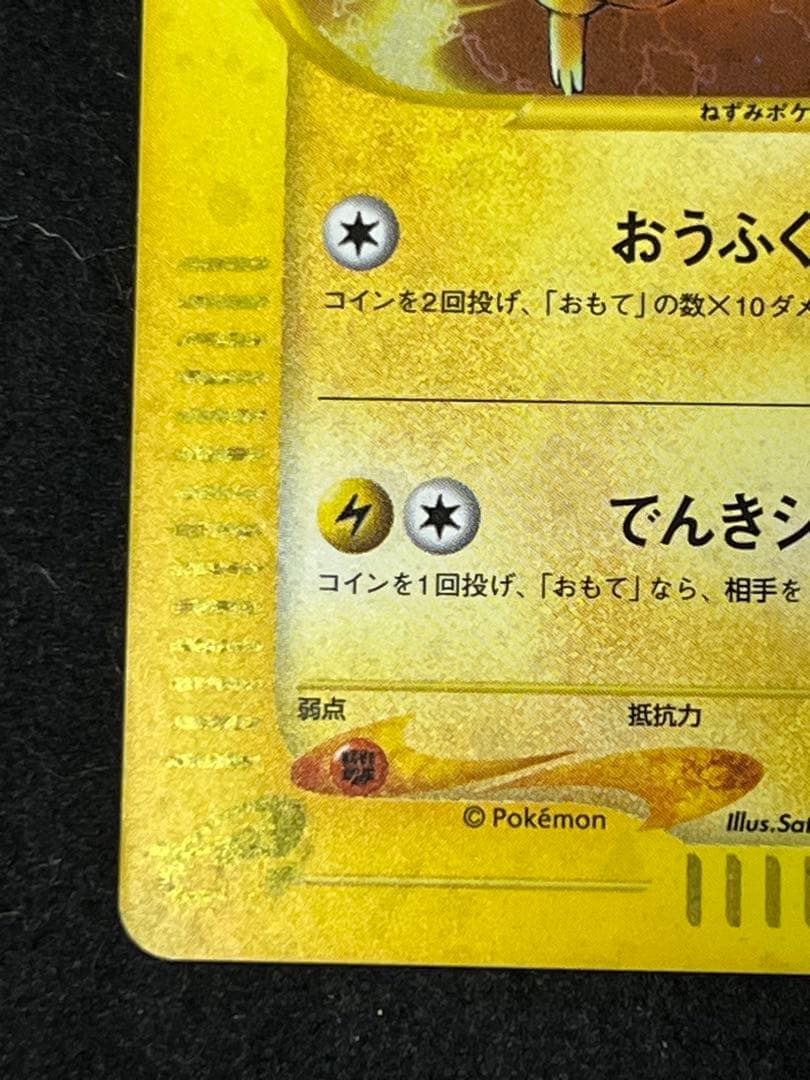 ねずみポケ
おうふく
コインを2回投げ、「おもて」の数×10ダメ
でんきシ
コインを1回投げ、「おもて」なら、相手を
弱点 抵抗力
© Pokémon
Illus.Sat